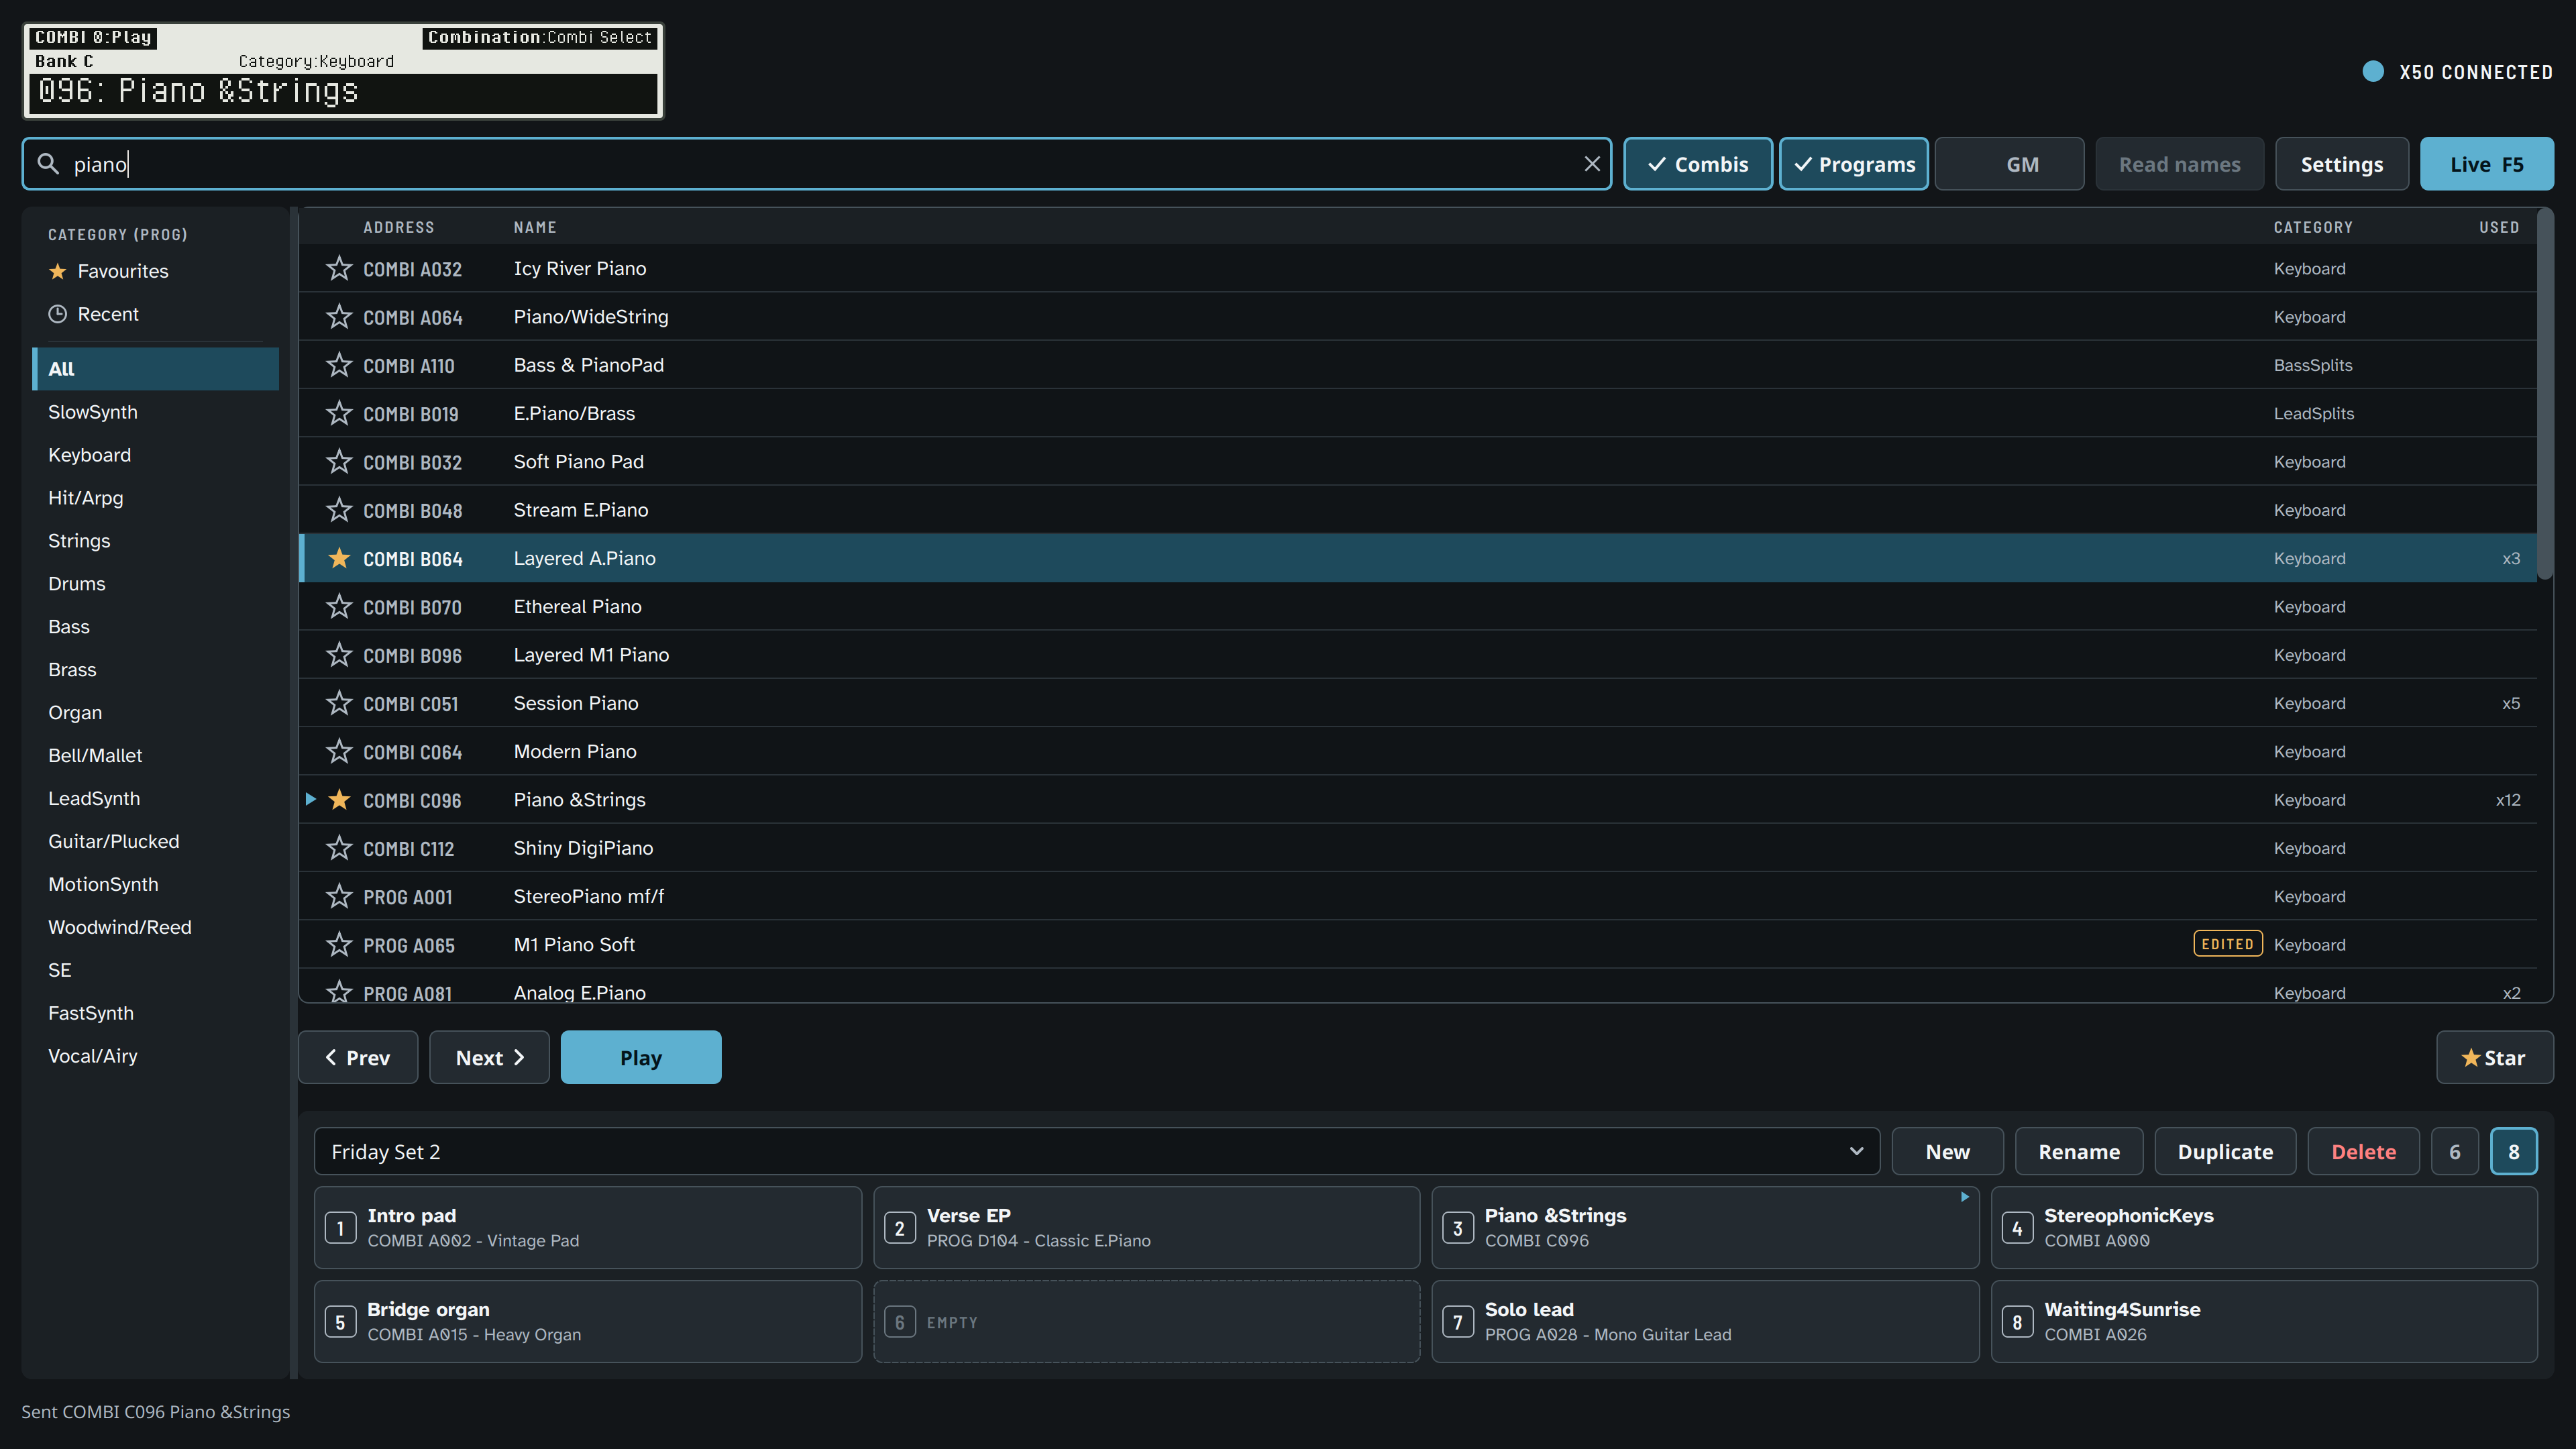 COMBI 0:Play
Combination:Combi Select
Bank C
Category:Keyboard
096: Piano &Strings
X50 CONNECTED
piano
Combis
Programs
GM
Read names
Settings
Live F5
CATEGORY (PROG)
Favourites
Recent
All
SlowSynth
Keyboard
Hit/Arpg
Strings
Drums
Bass
Brass
Organ
Bell/Mallet
LeadSynth
Guitar/Plucked
MotionSynth
Woodwind/Reed
SE
FastSynth
Vocal/Airy
ADDRESS NAME CATEGORY USED
COMBI A032 Icy River Piano Keyboard
COMBI A064 Piano/WideString Keyboard
COMBI A110 Bass & PianoPad BassSplits
COMBI B019 E.Piano/Brass LeadSplits
COMBI B032 Soft Piano Pad Keyboard
COMBI B048 Stream E.Piano Keyboard
COMBI B064 Layered A.Piano Keyboard x3
COMBI B070 Ethereal Piano Keyboard
COMBI B096 Layered M1 Piano Keyboard
COMBI C051 Session Piano Keyboard x5
COMBI C064 Modern Piano Keyboard
COMBI C096 Piano &Strings Keyboard x12
COMBI C112 Shiny DigiPiano Keyboard
PROG A001 StereoPiano mf/f Keyboard
PROG A065 M1 Piano Soft EDITED Keyboard
PROG A081 Analog E.Piano Keyboard x2
Prev
Next
Play
Star
Friday Set 2
New
Rename
Duplicate
Delete
6
8
1 Intro pad
COMBI A002 - Vintage Pad
2 Verse EP
PROG D104 - Classic E.Piano
3 Piano &Strings
COMBI C096
4 StereophonicKeys
COMBI A000
5 Bridge organ
COMBI A015 - Heavy Organ
6 EMPTY
7 Solo lead
PROG A028 - Mono Guitar Lead
8 Waiting4Sunrise
COMBI A026
Sent COMBI C096 Piano &Strings